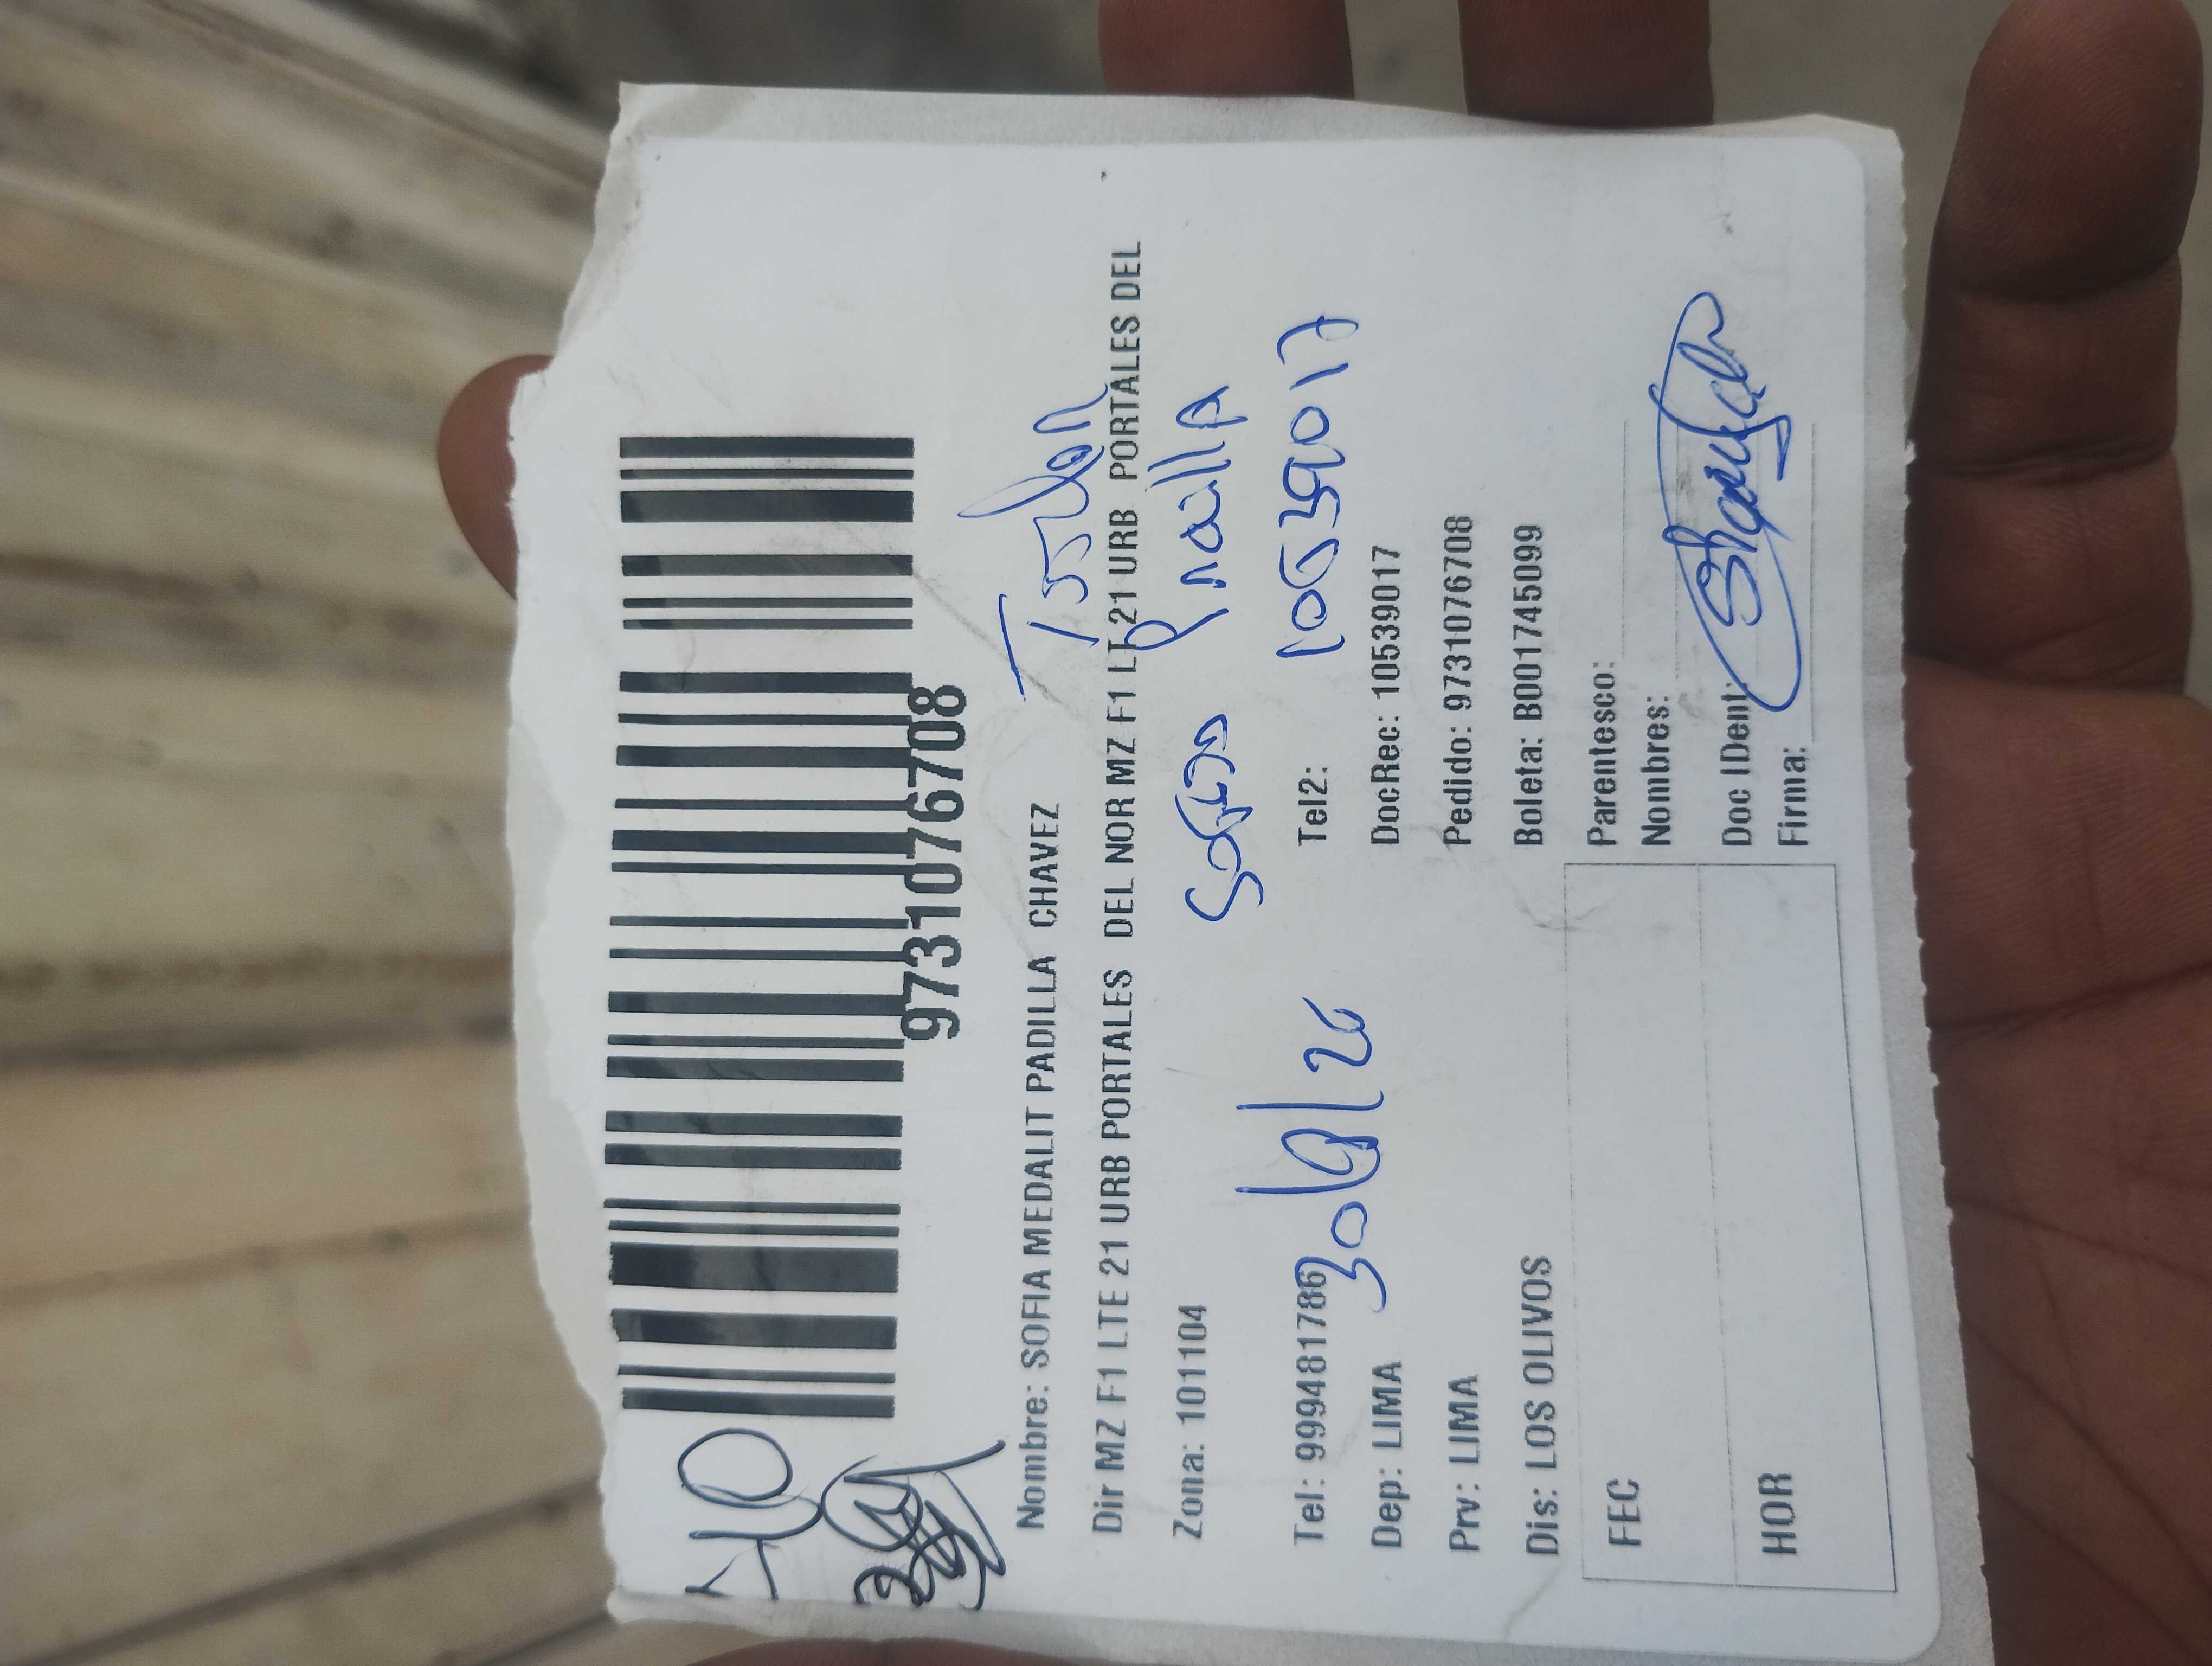 40
9731076708
Nombre: SOFIA MEDALIT PADILLA CHAVEZ
Dir MZ F1 LTE 21 URB PORTALES DEL NOR MZ F1 LT 21 URB PORTALES DEL
Zona: 101104
Sofia Padilla
Tel: 999481786
Tel2:
10539017
Dep: LIMA
DocRec: 10539017
Prv: LIMA
Pedido: 9731076708
Dis: LOS OLIVOS
Boleta: B001745099
FEC
Parentesco:
Nombres:
HOR
Doc IDent:
Firma: